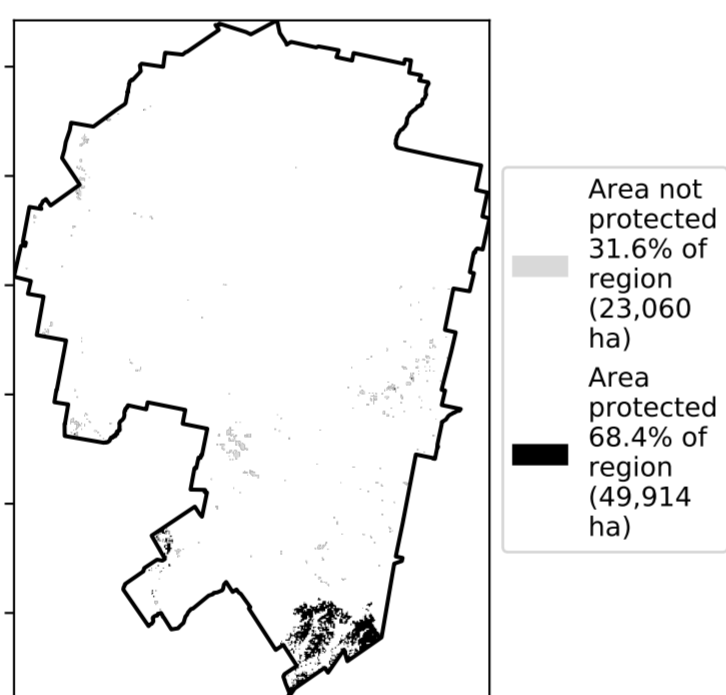 Area not
protected
31.6% of
region
(23,060
ha)
Area
protected
68.4% of
region
(49,914
ha)